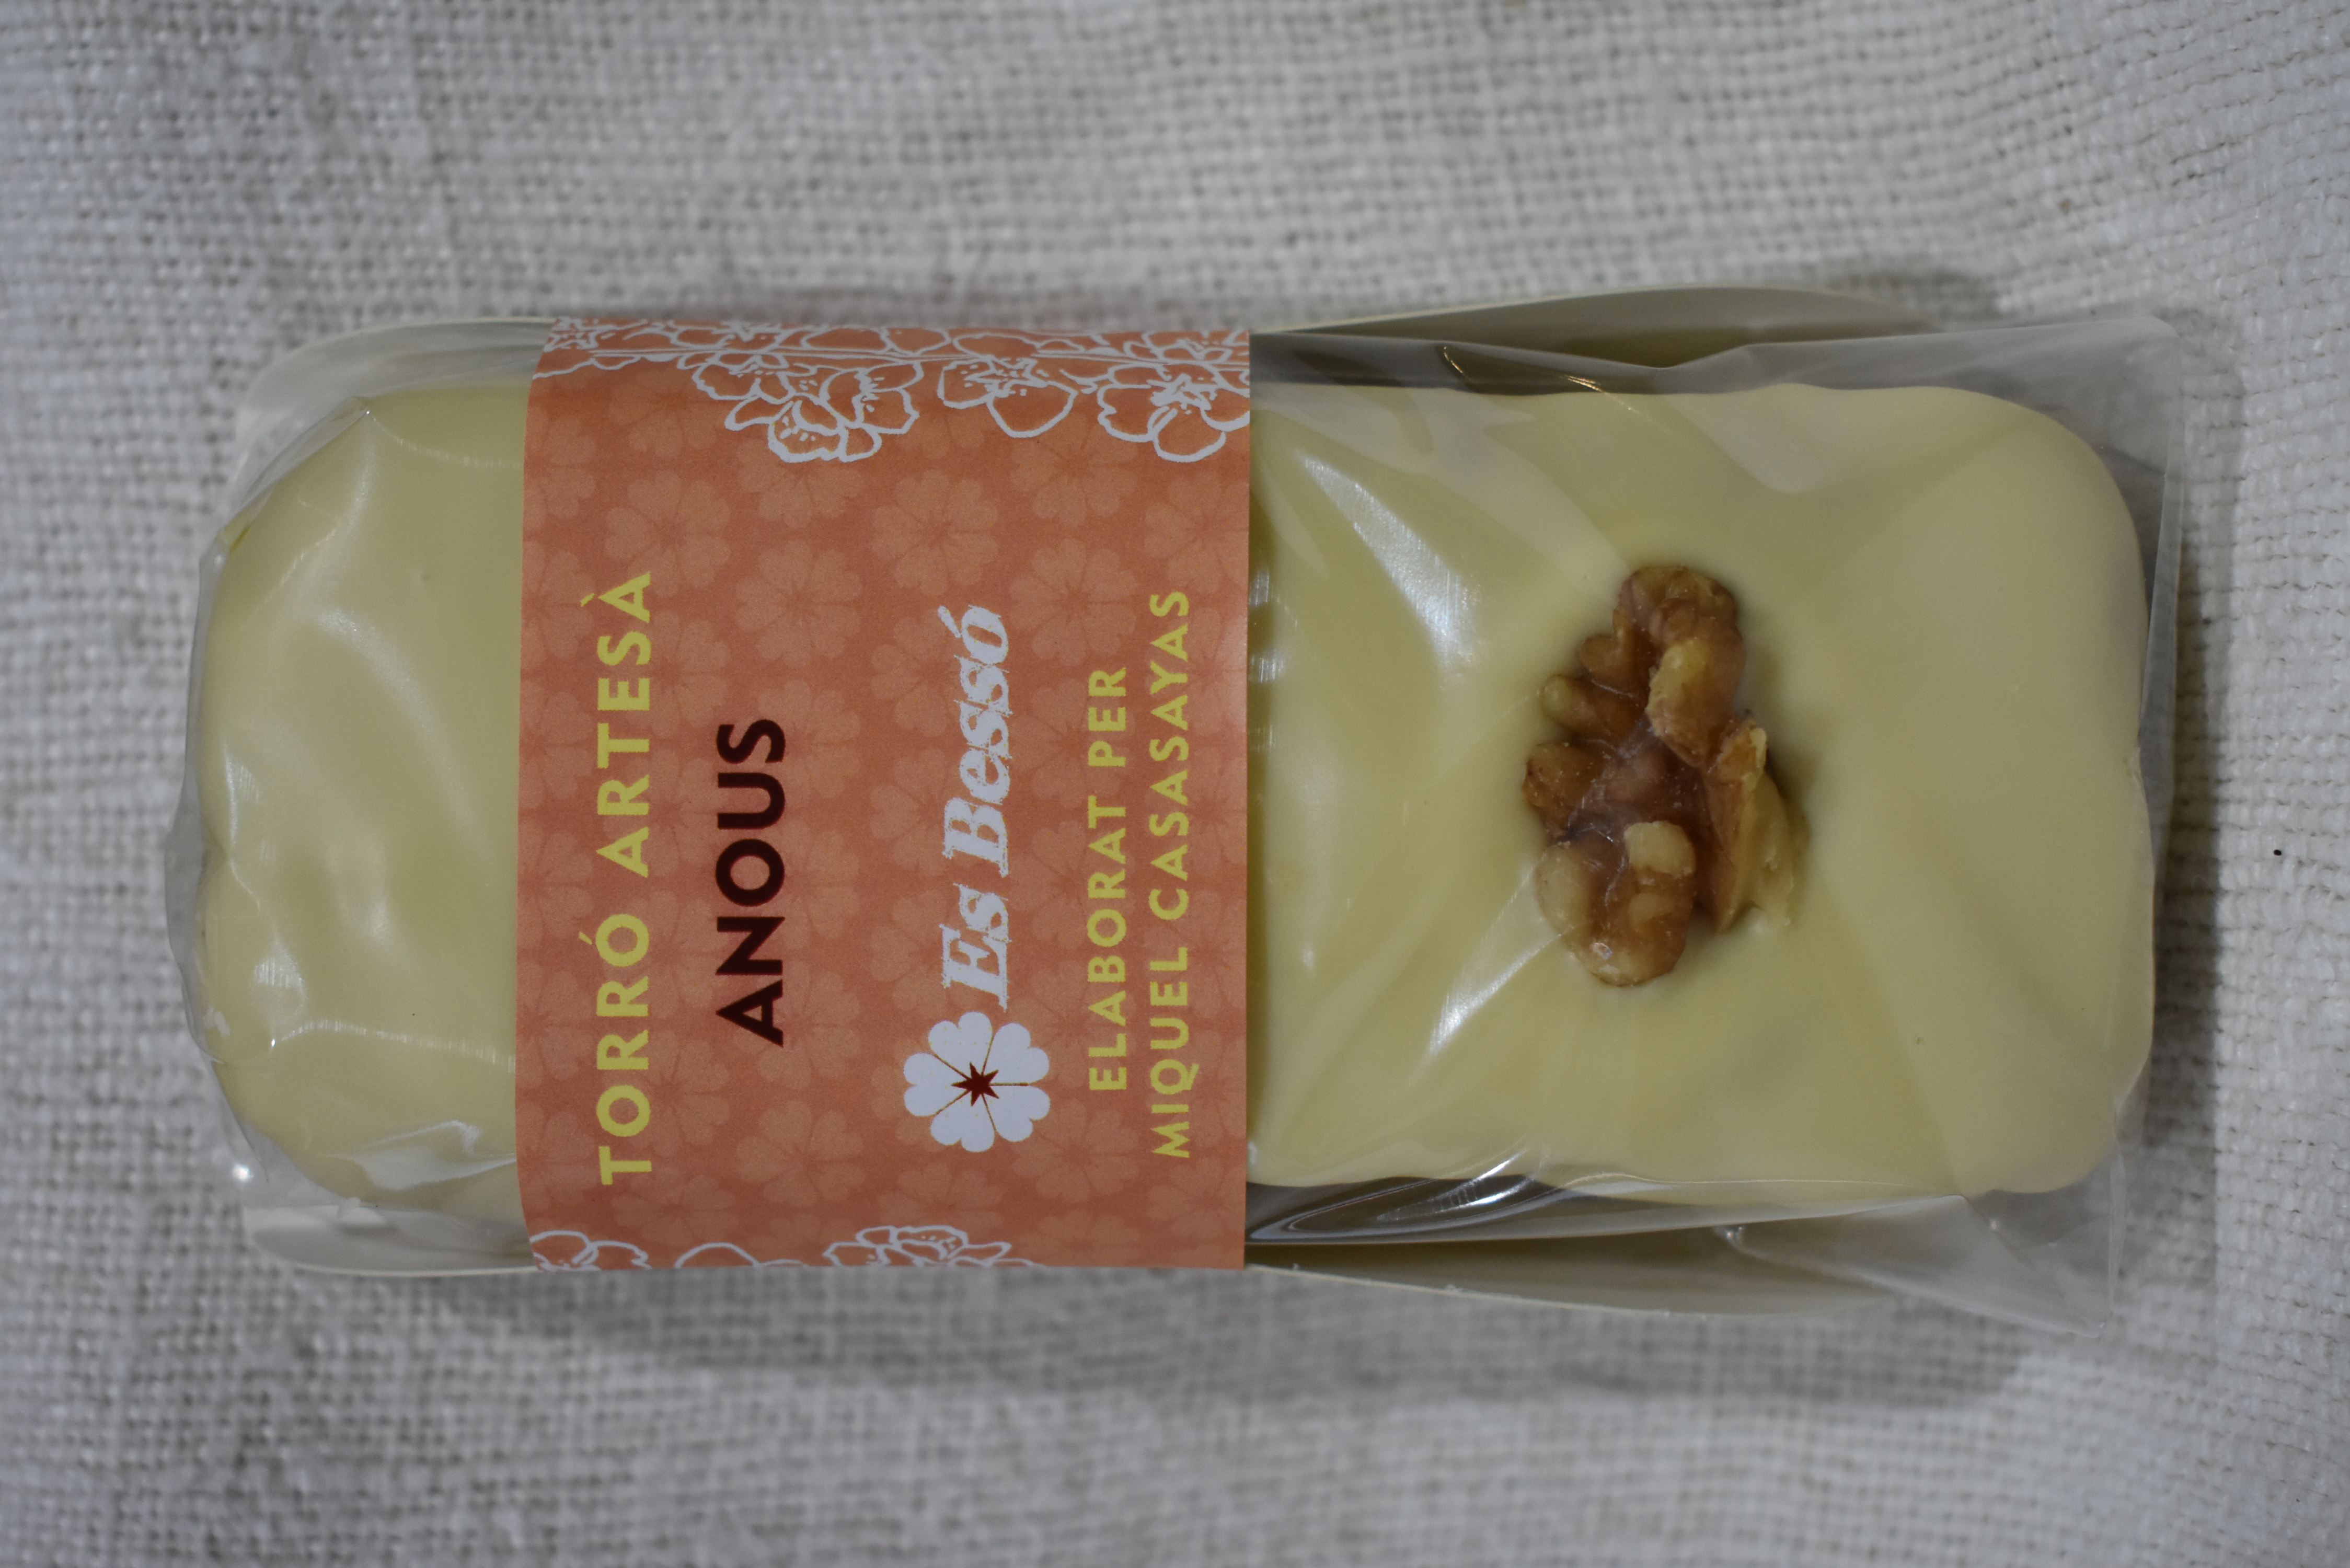 TORRÓ ARTESÀ
ANOUS
Es Bessó
ELABORAT PER
MIQUEL CASASAYAS